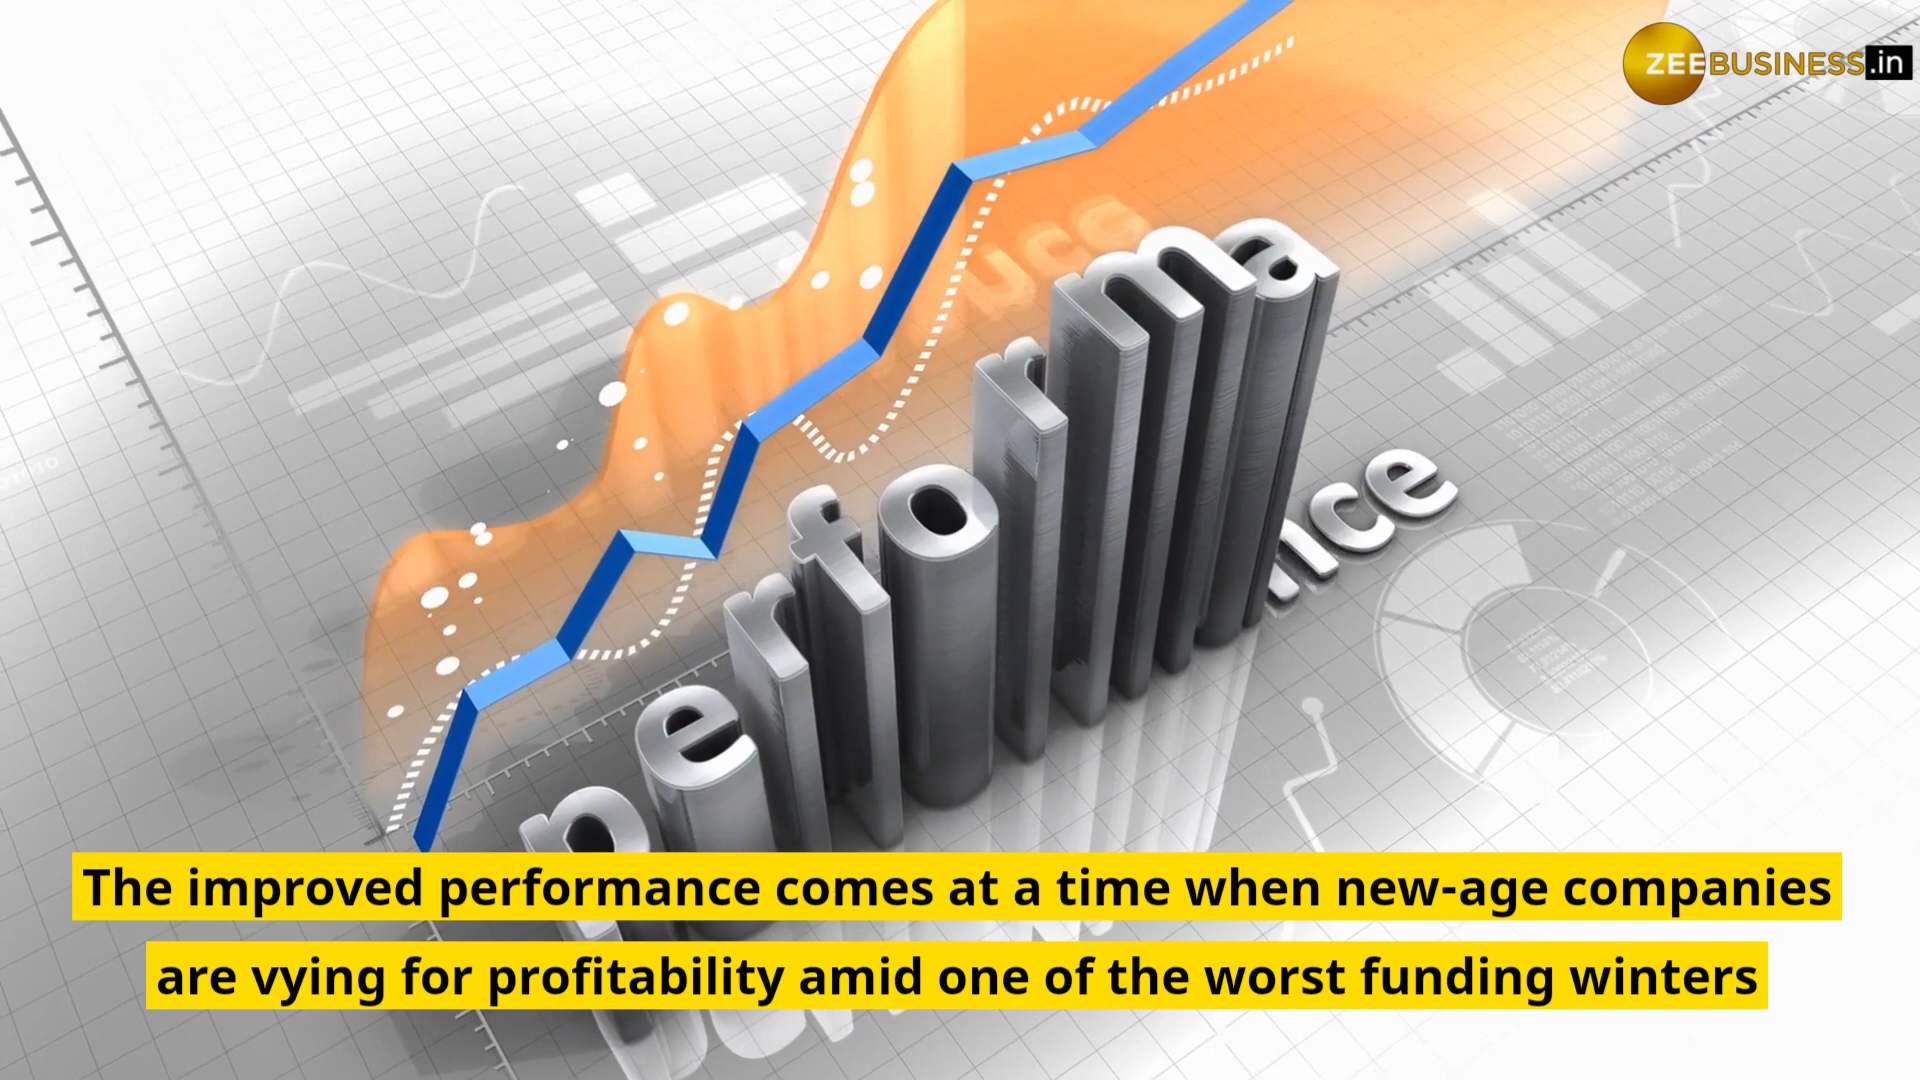 ZEEBUSINESS.in
performance
The improved performance comes at a time when new-age companies
are vying for profitability amid one of the worst funding winters